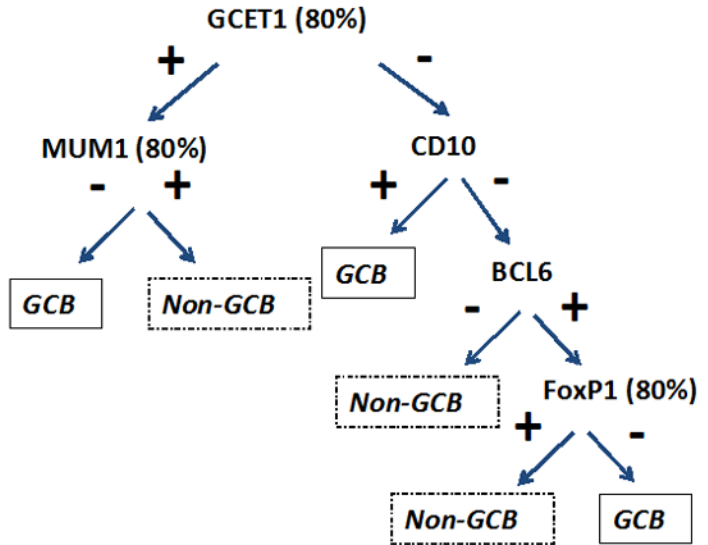 GCET1 (80%)
+ -
MUM1 (80%) CD10
- + + -
GCB Non-GCB GCB BCL6
- +
Non-GCB FoxP1 (80%)
+ -
Non-GCB GCB